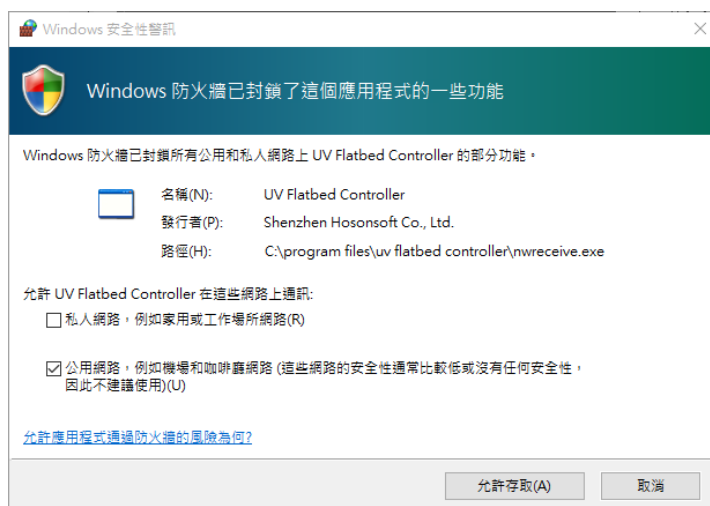 Windows 安全性警訊
Windows 防火牆已封鎖了這個應用程式的一些功能
Windows 防火牆已封鎖所有公用和私人網路上 UV Flatbed Controller 的部分功能。
名稱(N): UV Flatbed Controller
發行者(P): Shenzhen Hosonsoft Co., Ltd.
路徑(H): C:\program files\uv flatbed controller\nwreceive.exe
允許 UV Flatbed Controller 在這些網路上通訊:
私人網路，例如家用或工作場所網路(R)
公用網路，例如機場和咖啡廳網路 (這些網路的安全性通常比較低或沒有任何安全性，
因此不建議使用)(U)
允許應用程式通過防火牆的風險為何?
允許存取(A) 取消